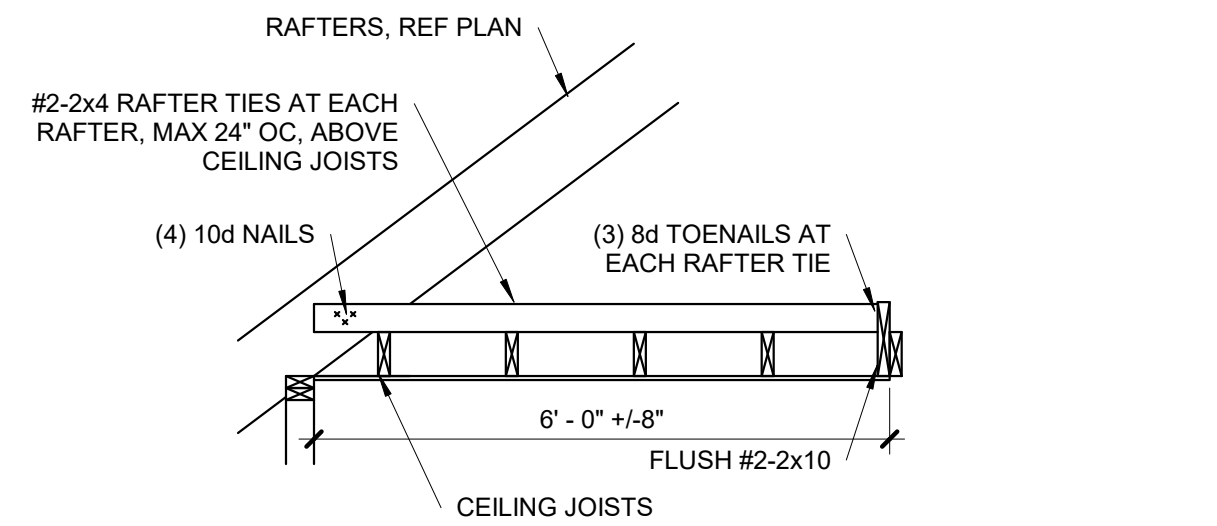 RAFTERS, REF PLAN
#2-2x4 RAFTER TIES AT EACH
RAFTER, MAX 24" OC, ABOVE
CEILING JOISTS
(4) 10d NAILS
(3) 8d TOENAILS AT
EACH RAFTER TIE
6' - 0" +/-8"
FLUSH #2-2x10
CEILING JOISTS